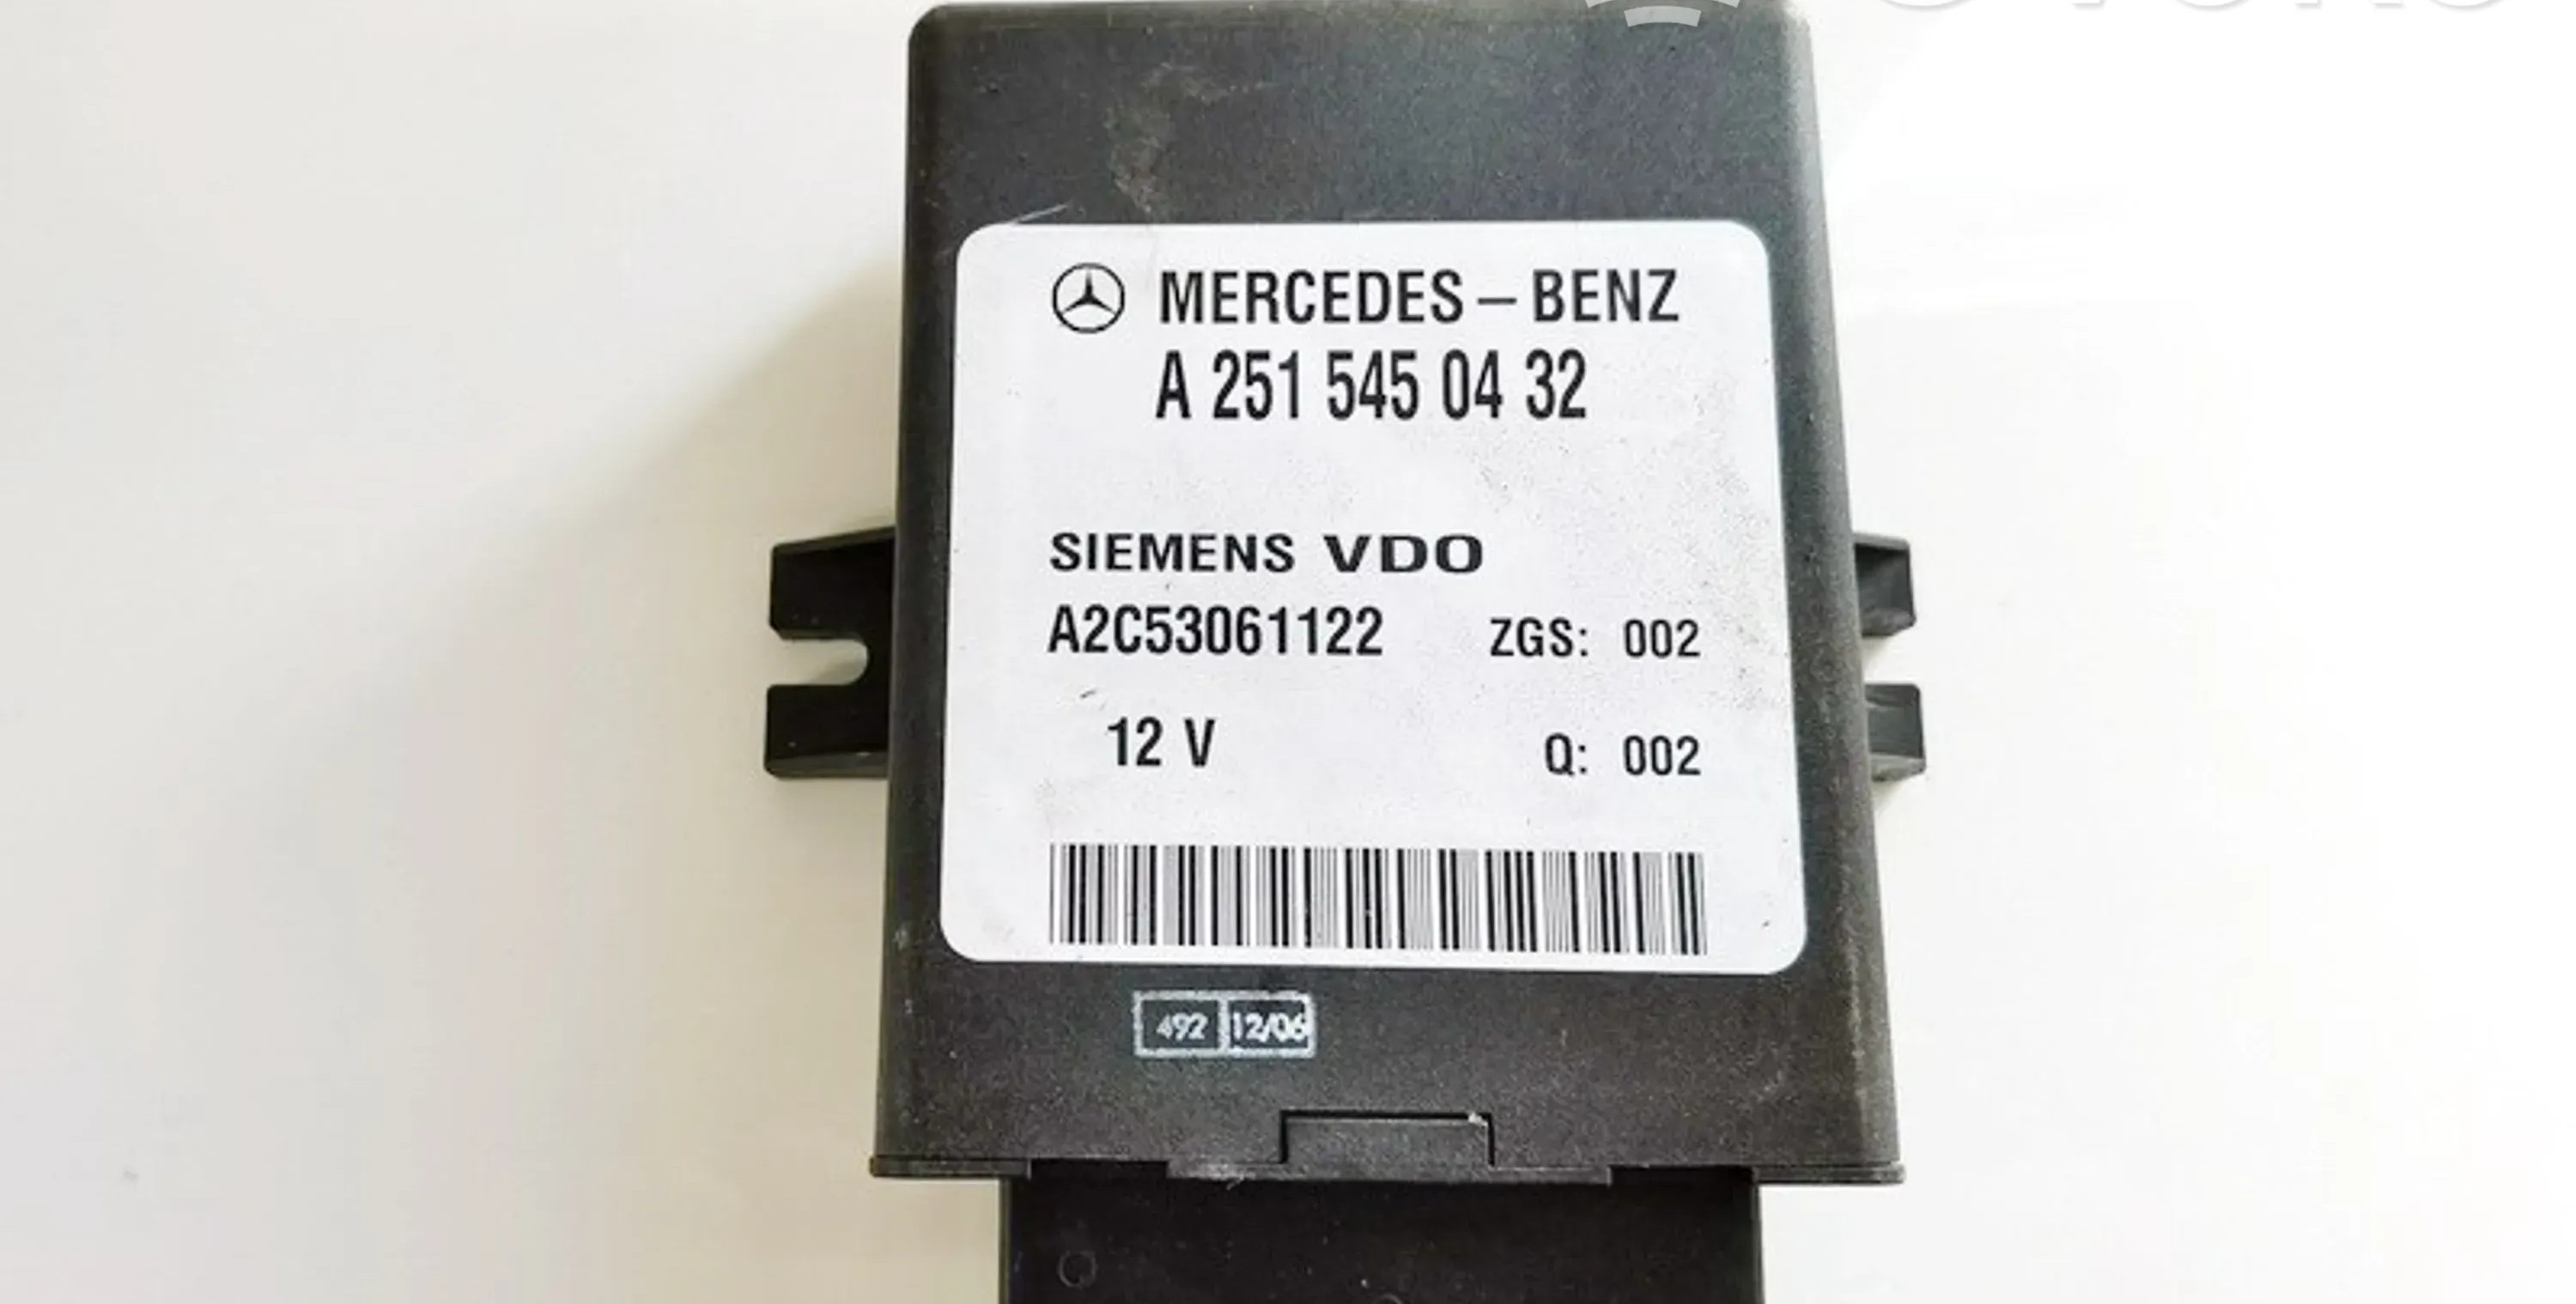 MERCEDES – BENZ
A 251 545 04 32
SIEMENS VDO
A2C53061122 ZGS: 002
12 V Q: 002
492 12/06